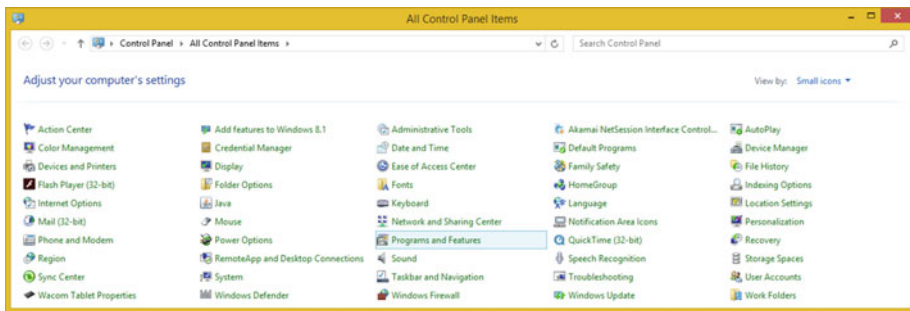 All Control Panel Items
Control Panel All Control Panel Items Search Control Panel
Adjust your computer's settings View by: Small icons
Action Center Add features to Windows 8.1 Administrative Tools Akamai NetSession Interface Control... AutoPlay
Color Management Credential Manager Date and Time Default Programs Device Manager
Devices and Printers Display Ease of Access Center Family Safety File History
Flash Player (32-bit) Folder Options Fonts HomeGroup Indexing Options
Internet Options Java Keyboard Language Location Settings
Mail (32-bit) Mouse Network and Sharing Center Notification Area Icons Personalization
Phone and Modem Power Options Programs and Features QuickTime (32-bit) Recovery
Region RemoteApp and Desktop Connections Sound Speech Recognition Storage Spaces
Sync Center System Taskbar and Navigation Troubleshooting User Accounts
Wacom Tablet Properties Windows Defender Windows Firewall Windows Update Work Folders